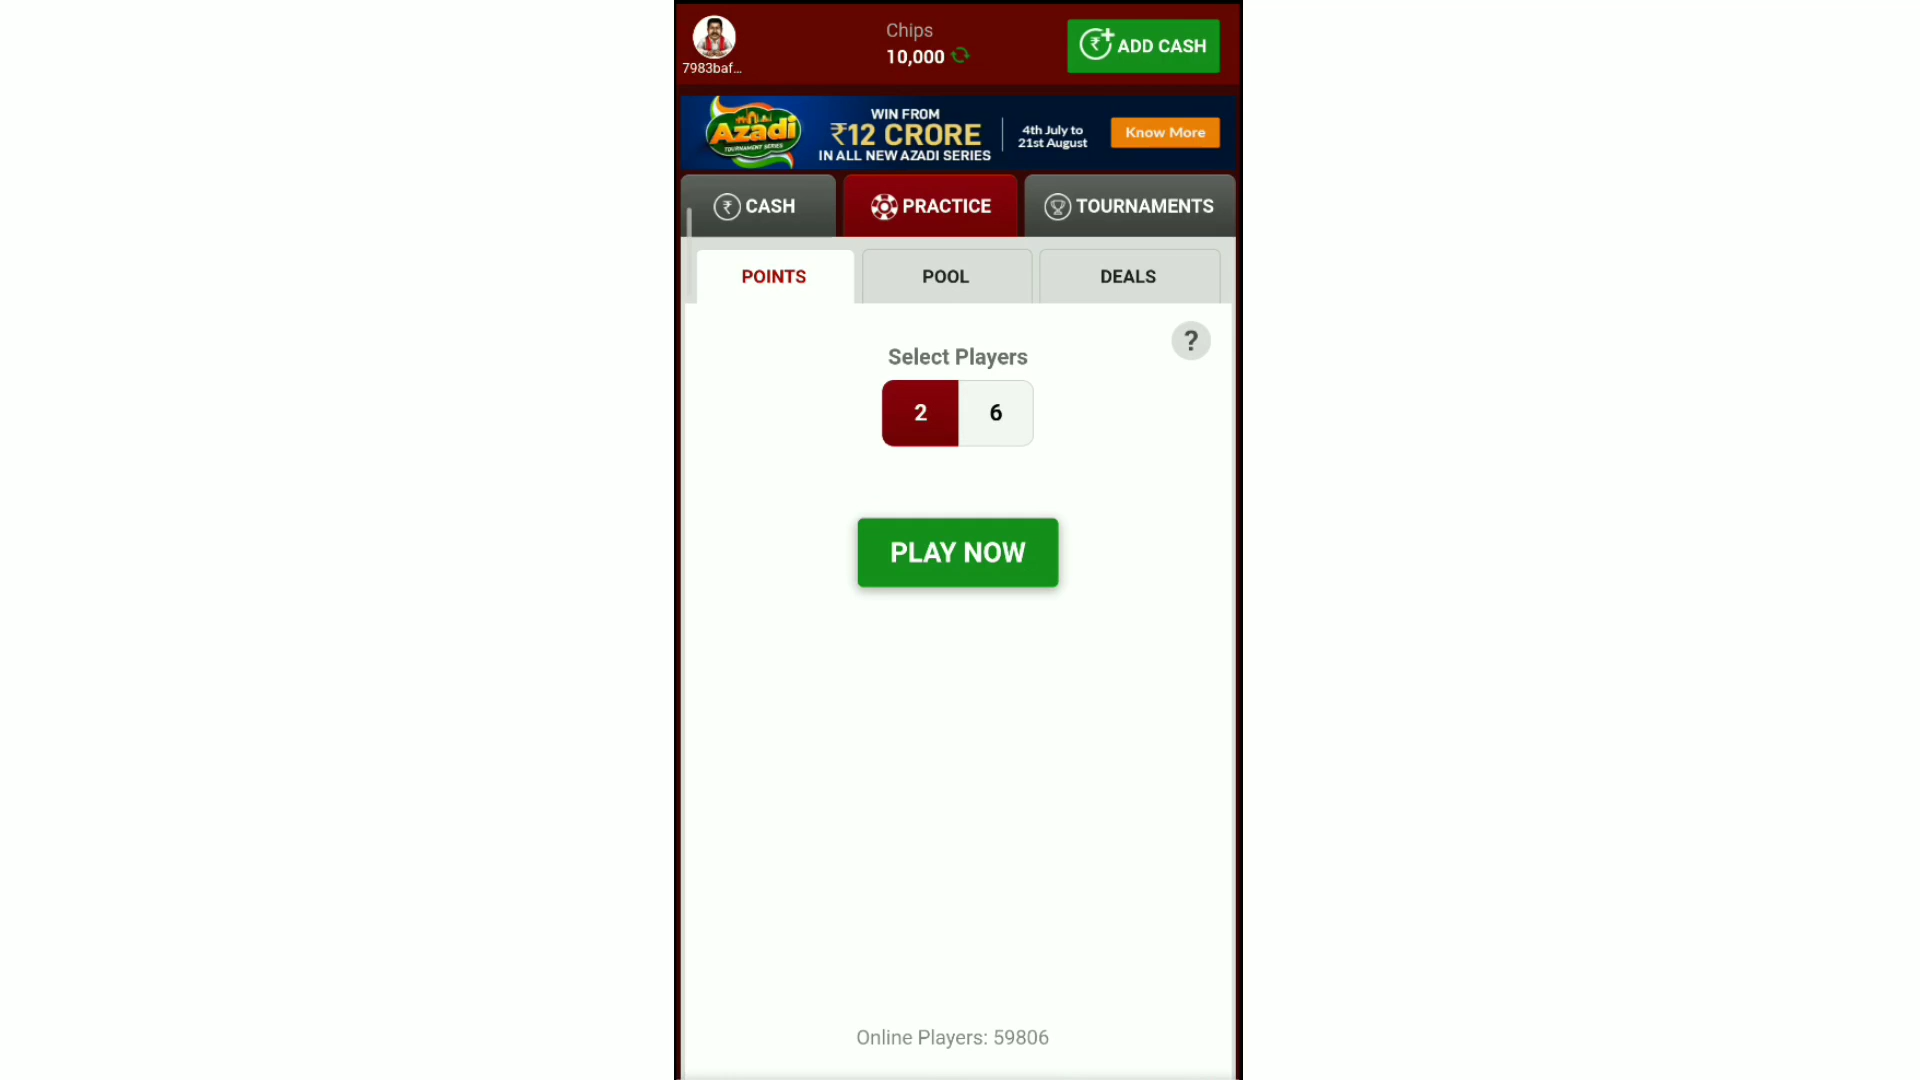 Chips
10,000
₹ ADD CASH
7983baf...
Azadi
TOURNAMENT SERIES
WIN FROM
₹12 CRORE
IN ALL NEW AZADI SERIES
4th July to
21st August
Know More
₹ CASH
PRACTICE
TOURNAMENTS
POINTS
POOL
DEALS
?
Select Players
2
6
PLAY NOW
Online Players: 59806